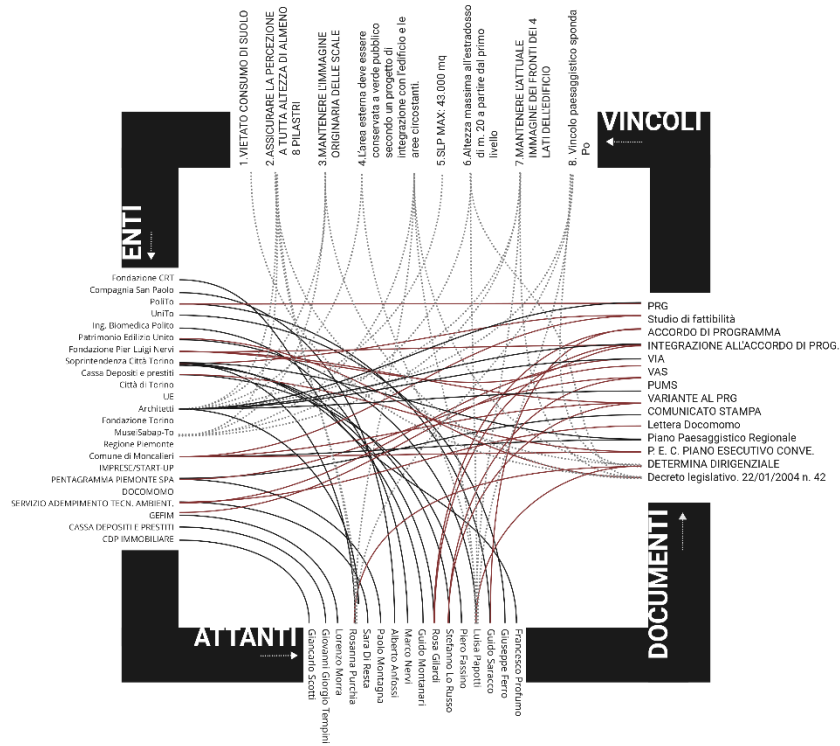 1.VIETATO CONSUMO DI SUOLO
2.ASSICURARE LA PERCEZIONE
A TUTTA ALTEZZA DI ALMENO
8 PILASTRI
3.MANTENERE L'IMMAGINE
ORIGINARIA DELLE SCALE
4.L'area esterna deve essere
conservata a verde pubblico
secondo un progetto di
integrazione con l'edificio e le
aree circostanti.
5.SLP MAX: 43.000 mq
6.Altezza massima all'estradosso
di m. 20 a partire dal primo
livello
7.MANTENERE L'ATTUALE
IMMAGINE DEI FRONTI DEI 4
LATI DELL'EDIFICIO
8. Vincolo paesaggistico sponda
Po
VINCOLI
ENTI
Fondazione CRT
Compagnia San Paolo
PoliTo
UniTo
Ing. Biomedica Polito
Patrimonio Edilizio Unito
Fondazione Pier Luigi Nervi
Soprintendenza Città Torino
Cassa Depositi e prestiti
Città di Torino
UE
Architetti
Fondazione Torino
MuseiSabap-To
Regione Piemonte
Comune di Moncalieri
IMPRESE/START-UP
PENTAGRAMMA PIEMONTE SPA
DOCOMOMO
SERVIZIO ADEMPIMENTO TECN. AMBIENT.
GEFIM
CASSA DEPOSITI E PRESTITI
CDP IMMOBILIARE
PRG
Studio di fattibilità
ACCORDO DI PROGRAMMA
INTEGRAZIONE ALL'ACCORDO DI PROG.
VIA
VAS
PUMS
VARIANTE AL PRG
COMUNICATO STAMPA
Lettera Docomomo
Piano Paesaggistico Regionale
P. E. C. PIANO ESECUTIVO CONVE.
DETERMINA DIRIGENZIALE
Decreto legislativo. 22/01/2004 n. 42
DOCUMENTI
ATTANTI
Giancarlo Scotti
Giovanni Giorgio Tempini
Lorenzo Morra
Rosanna Purchia
Sara Di Resta
Paolo Montagna
Alberto Anfossi
Marco Nervi
Guido Montanari
Rosa Gilardi
Stefanno Lo Russo
Piero Fassino
Luisa Papotti
Guido Saracco
Giuseppe Ferro
Francesco Profumo